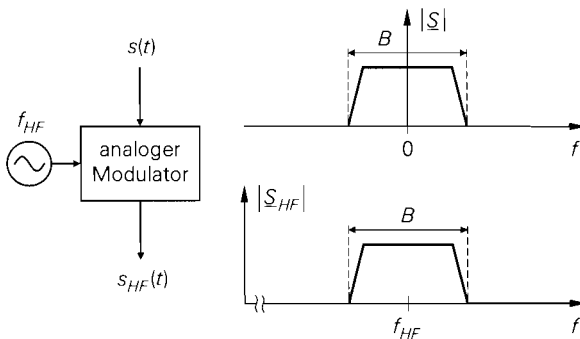 s(t)
f_HF
analoger
Modulator
s_HF(t)
|S|
B
0
f
|S_HF|
B
f_HF
f